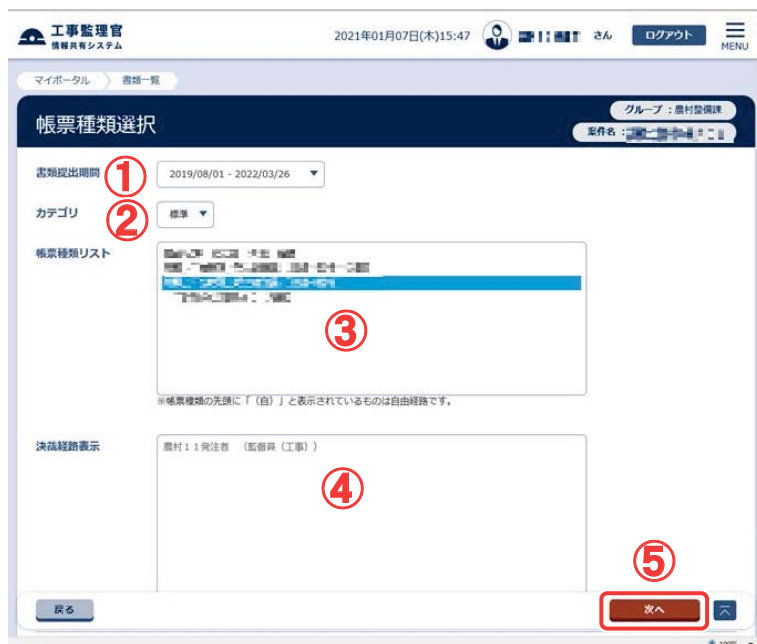 工事監理官
情報共有システム
2021年01月07日(木)15:47
さん
ログアウト
MENU
マイポータル
書類一覧
帳票種類選択
グループ：農村整備課
案件名：
書類提出期間
①
2019/08/01 - 2022/03/26 ▼
カテゴリ
②
標準 ▼
帳票種類リスト
③
※帳票種類の先頭に「（自）」と表示されているものは自由経路です。
決裁経路表示
農村１１発注者　（監督員（工事））
④
⑤
戻る
次へ